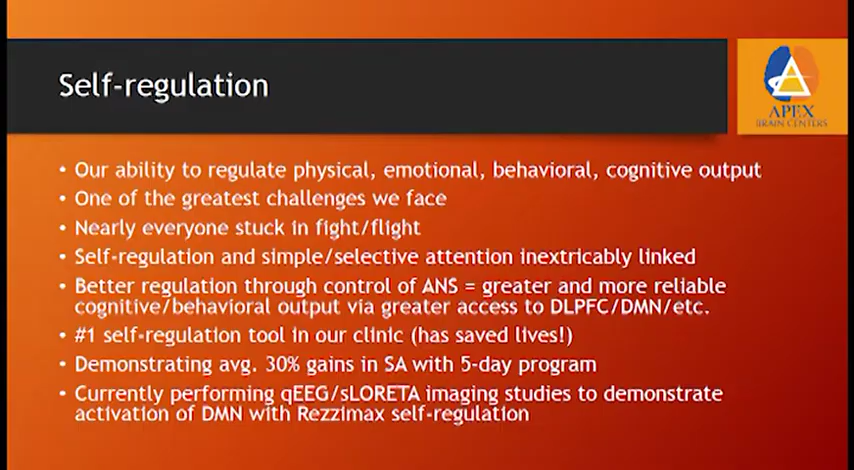 Self-regulation
APEX
BRAIN CENTERS
• Our ability to regulate physical, emotional, behavioral, cognitive output
• One of the greatest challenges we face
• Nearly everyone stuck in fight/flight
• Self-regulation and simple/selective attention inextricably linked
• Better regulation through control of ANS = greater and more reliable
cognitive/behavioral output via greater access to DLPFC/DMN/etc.
• #1 self-regulation tool in our clinic (has saved lives!)
• Demonstrating avg. 30% gains in SA with 5-day program
• Currently performing qEEG/sLORETA imaging studies to demonstrate
activation of DMN with Rezzimax self-regulation